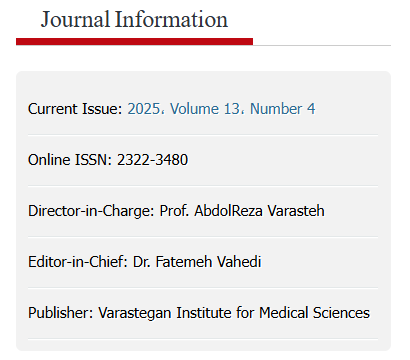 Journal Information
Current Issue: 2025، Volume 13، Number 4
Online ISSN: 2322-3480
Director-in-Charge: Prof. AbdolReza Varasteh
Editor-in-Chief: Dr. Fatemeh Vahedi
Publisher: Varastegan Institute for Medical Sciences